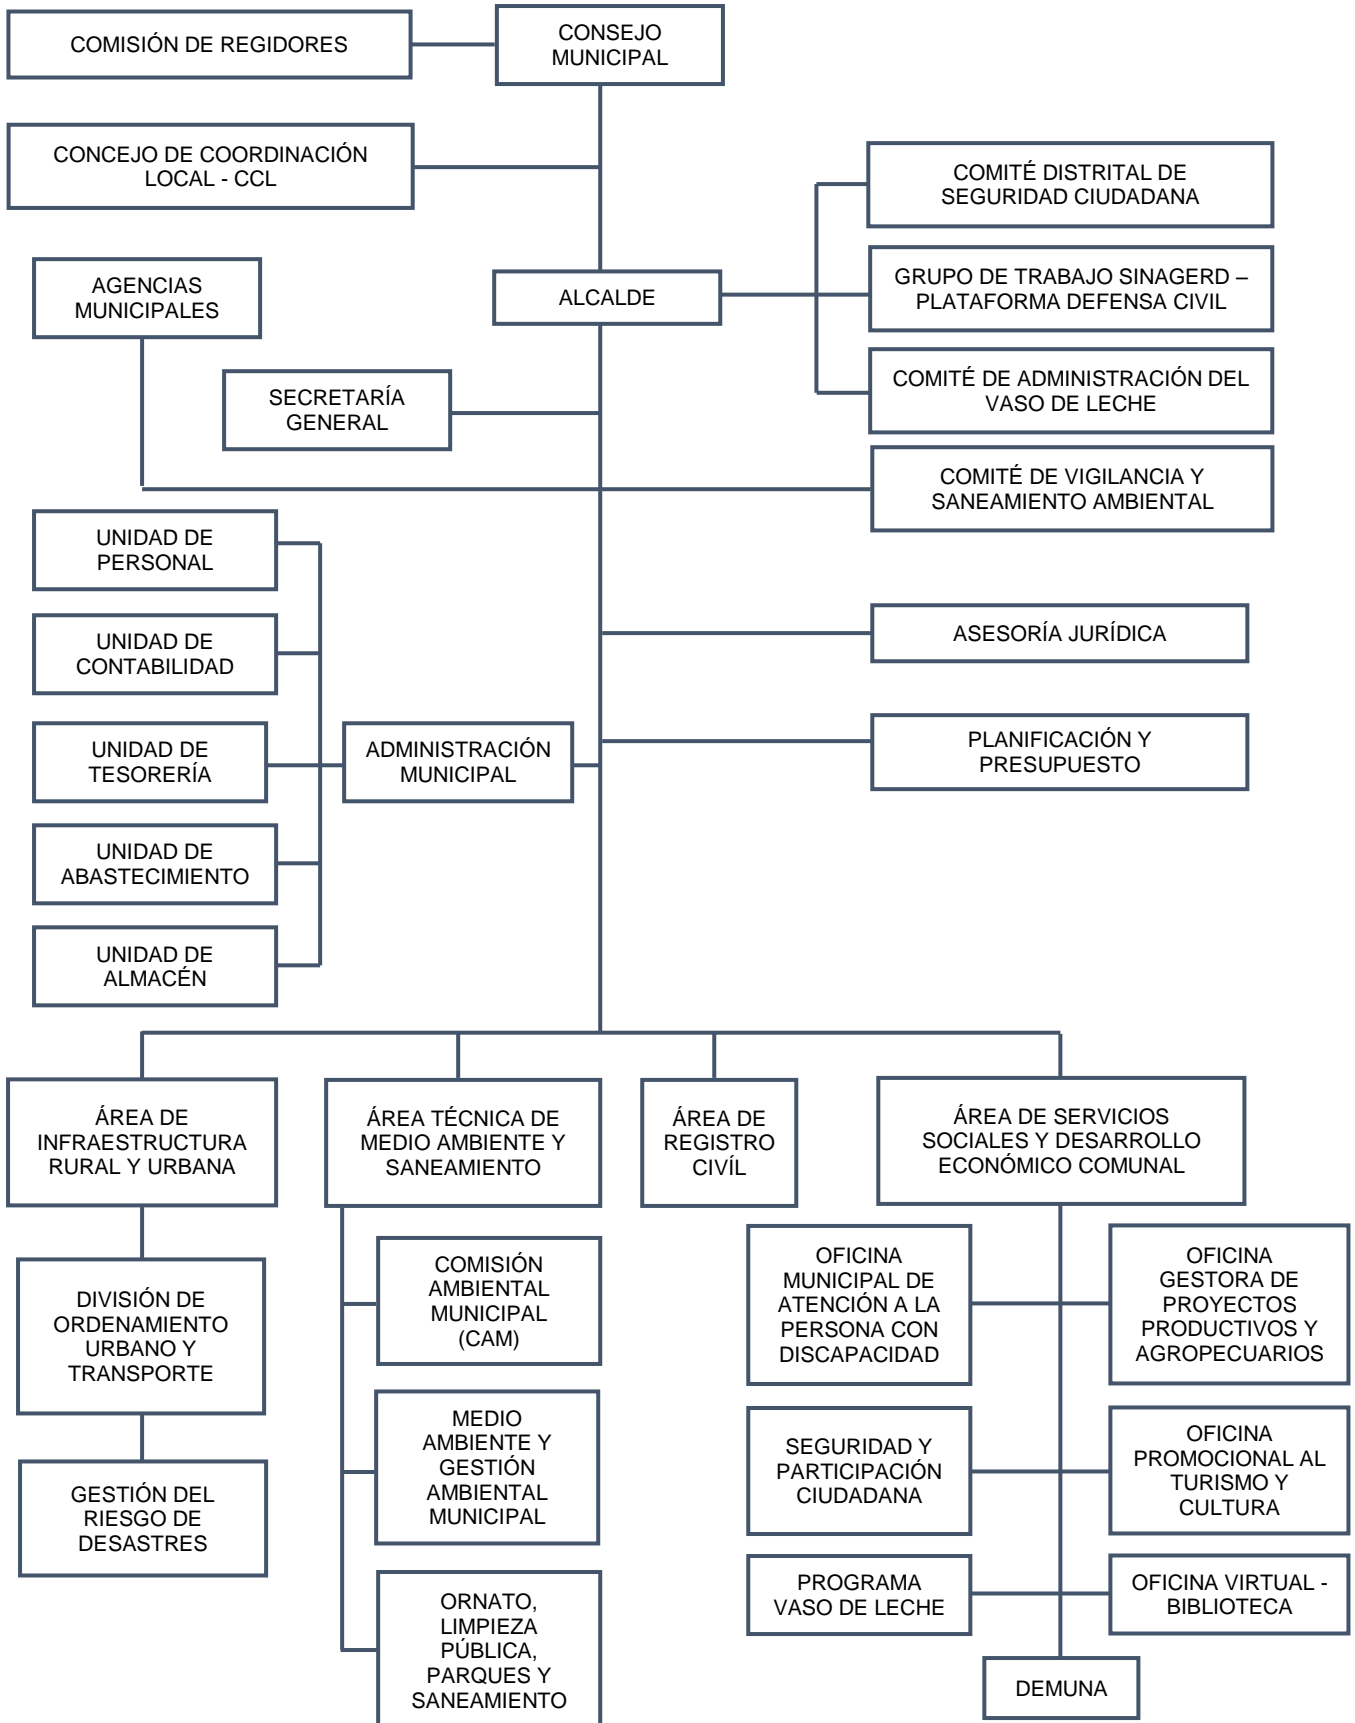 COMISIÓN DE REGIDORES
CONSEJO
MUNICIPAL
CONCEJO DE COORDINACIÓN
LOCAL - CCL
COMITÉ DISTRITAL DE
SEGURIDAD CIUDADANA
AGENCIAS
MUNICIPALES
ALCALDE
GRUPO DE TRABAJO SINAGERD –
PLATAFORMA DEFENSA CIVIL
SECRETARÍA
GENERAL
COMITÉ DE ADMINISTRACIÓN DEL
VASO DE LECHE
COMITÉ DE VIGILANCIA Y
SANEAMIENTO AMBIENTAL
UNIDAD DE
PERSONAL
UNIDAD DE
CONTABILIDAD
ASESORÍA JURÍDICA
UNIDAD DE
TESORERÍA
ADMINISTRACIÓN
MUNICIPAL
PLANIFICACIÓN Y
PRESUPUESTO
UNIDAD DE
ABASTECIMIENTO
UNIDAD DE
ALMACÉN
ÁREA DE
INFRAESTRUCTURA
RURAL Y URBANA
ÁREA TÉCNICA DE
MEDIO AMBIENTE Y
SANEAMIENTO
ÁREA DE
REGISTRO
CIVÍL
ÁREA DE SERVICIOS
SOCIALES Y DESARROLLO
ECONÓMICO COMUNAL
DIVISIÓN DE
ORDENAMIENTO
URBANO Y
TRANSPORTE
GESTIÓN DEL
RIESGO DE
DESASTRES
COMISIÓN
AMBIENTAL
MUNICIPAL
(CAM)
MEDIO
AMBIENTE Y
GESTIÓN
AMBIENTAL
MUNICIPAL
ORNATO,
LIMPIEZA
PÚBLICA,
PARQUES Y
SANEAMIENTO
OFICINA
MUNICIPAL DE
ATENCIÓN A LA
PERSONA CON
DISCAPACIDAD
OFICINA
GESTORA DE
PROYECTOS
PRODUCTIVOS Y
AGROPECUARIOS
SEGURIDAD Y
PARTICIPACIÓN
CIUDADANA
OFICINA
PROMOCIONAL AL
TURISMO Y
CULTURA
PROGRAMA
VASO DE LECHE
OFICINA VIRTUAL -
BIBLIOTECA
DEMUNA